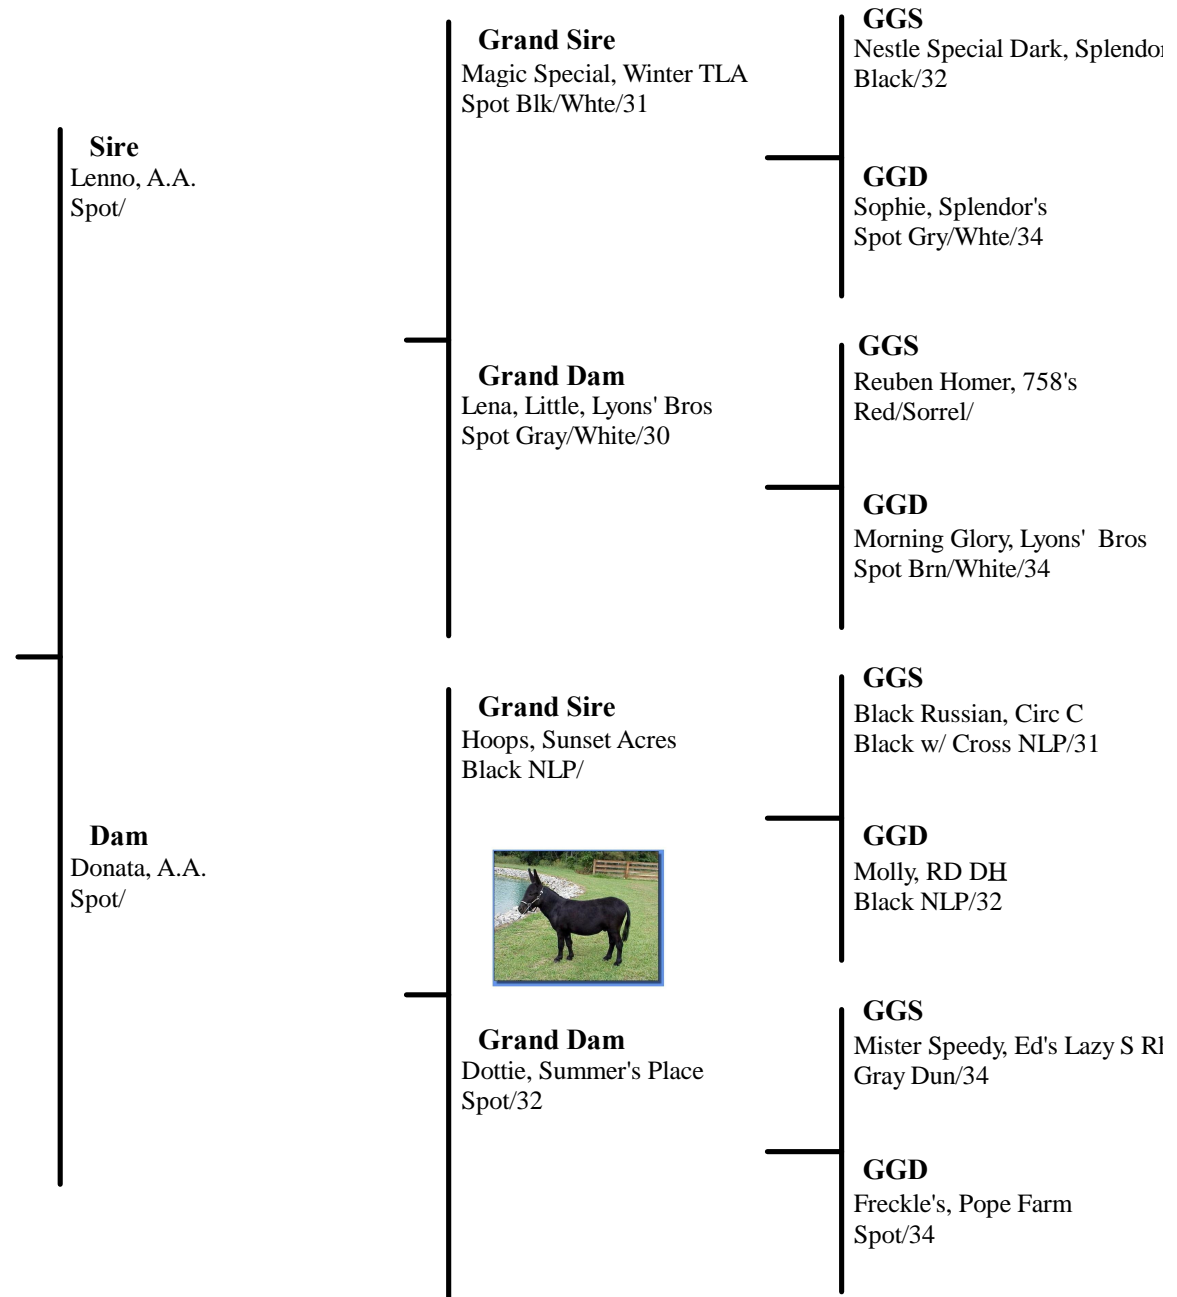 Sire
Lenno, A.A.
Spot/
Dam
Donata, A.A.
Spot/
Grand Sire
Magic Special, Winter TLA
Spot Blk/Whte/31
Grand Dam
Lena, Little, Lyons' Bros
Spot Gray/White/30
Grand Sire
Hoops, Sunset Acres
Black NLP/
Grand Dam
Dottie, Summer's Place
Spot/32
GGS
Nestle Special Dark, Splendor
Black/32
GGD
Sophie, Splendor's
Spot Gry/Whte/34
GGS
Reuben Homer, 758's
Red/Sorrel/
GGD
Morning Glory, Lyons'  Bros
Spot Brn/White/34
GGS
Black Russian, Circ C
Black w/ Cross NLP/31
GGD
Molly, RD DH
Black NLP/32
GGS
Mister Speedy, Ed's Lazy S
Gray Dun/34
GGD
Freckle's, Pope Farm
Spot/34